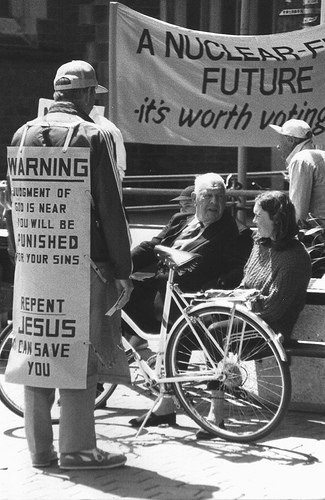 A NUCLEAR-F
FUTURE
-it's worth voting
WARNING
JUDGMENT OF
GOD IS NEAR
YOU WILL BE
PUNISHED
FOR YOUR SINS
REPENT
JESUS
CAN SAVE
YOU